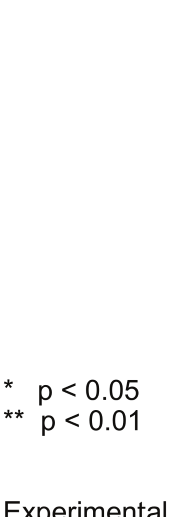 * p < 0.05
** p < 0.01
Experimental